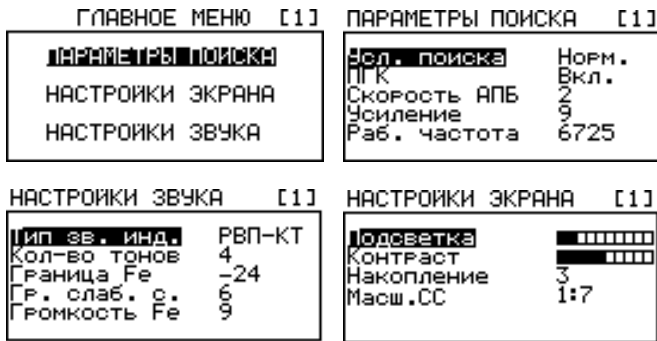 ГЛАВНОЕ МЕНЮ [1]
ПАРАМЕТРЫ ПОИСКА
НАСТРОЙКИ ЭКРАНА
НАСТРОЙКИ ЗВУКА
ПАРАМЕТРЫ ПОИСКА [1]
Усл. поиска Норм.
ПГК Вкл.
Скорость АПБ 2
Усиление 9
Раб. частота 6725
НАСТРОЙКИ ЗВУКА [1]
Тип зв. инд. РВП-КТ
Кол-во тонов 4
Граница Fe -24
Гр. слаб. с. 6
Громкость Fe 9
НАСТРОЙКИ ЭКРАНА [1]
Подсветка
Контраст
Накопление 3
Масш.СС 1:7